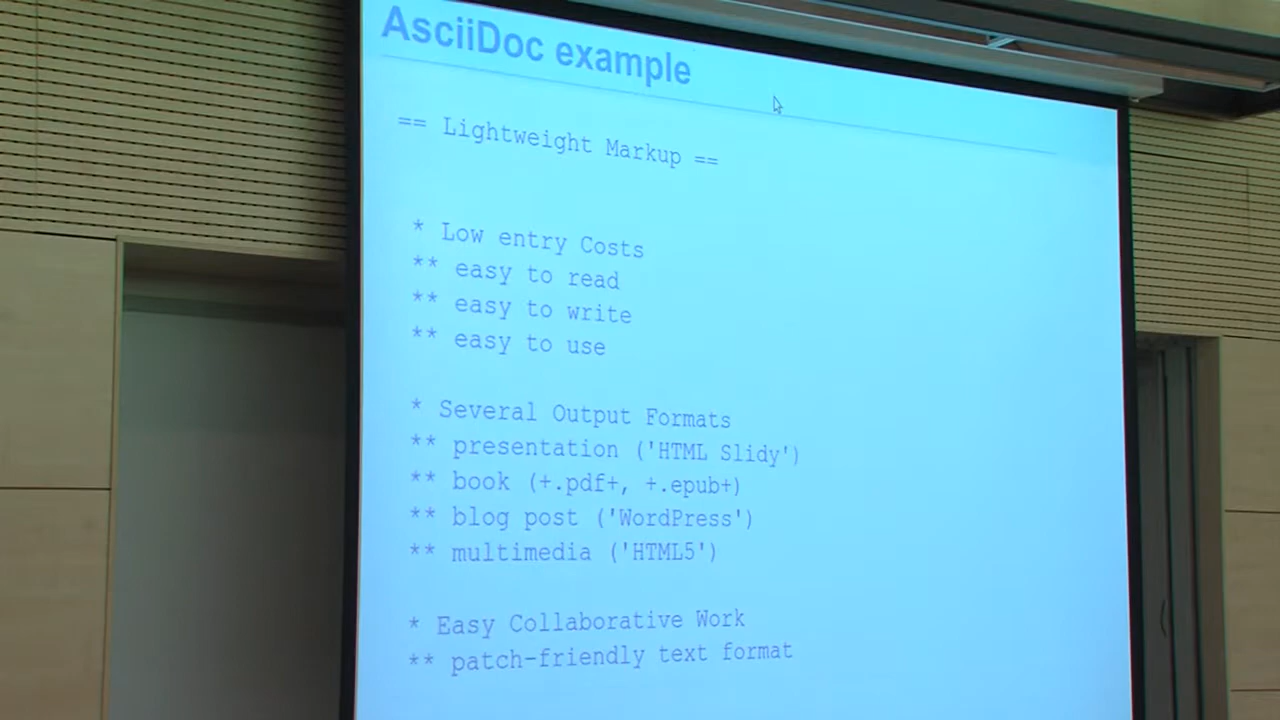 AsciiDoc example
== Lightweight Markup ==
* Low entry Costs
** easy to read
** easy to write
** easy to use
* Several Output Formats
** presentation ('HTML Slidy')
** book (+.pdf+, +.epub+)
** blog post ('WordPress')
** multimedia ('HTML5')
* Easy Collaborative Work
** patch-friendly text format